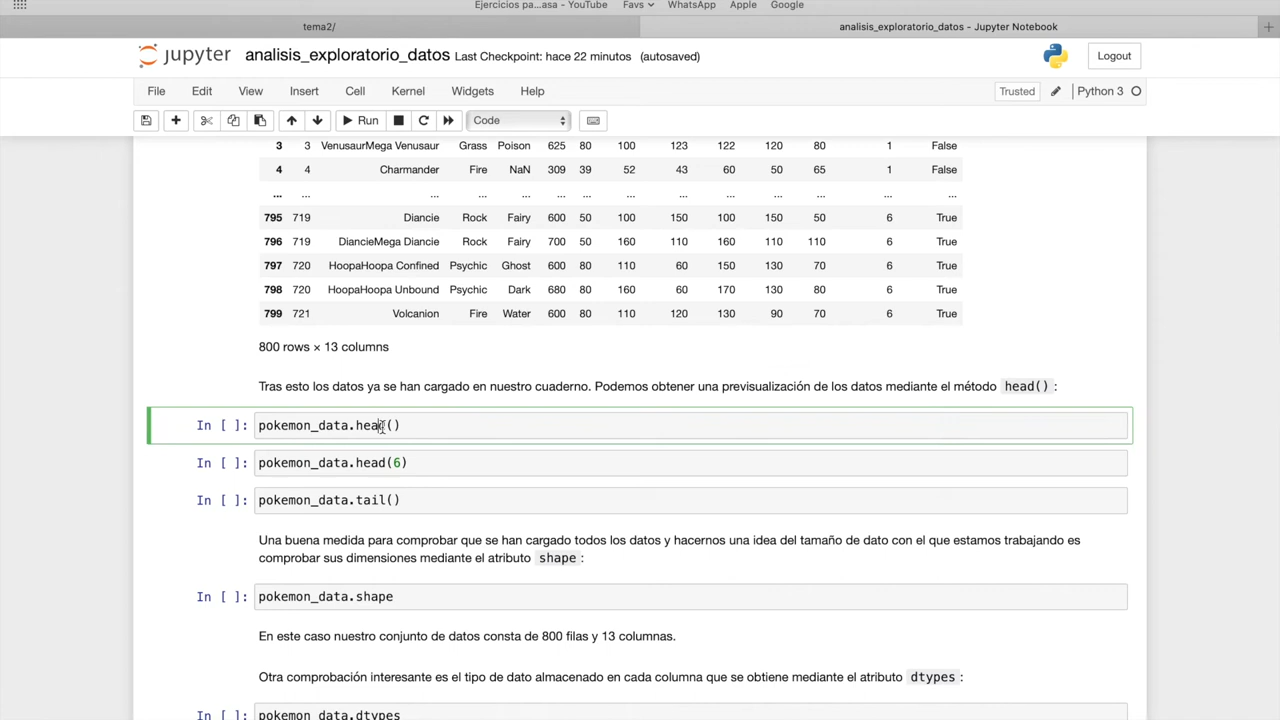 Ejercicios pa...asa - YouTube Favs WhatsApp Apple Google
tema2/ analisis_exploratorio_datos - Jupyter Notebook
jupyter analisis_exploratorio_datos Last Checkpoint: hace 22 minutos (autosaved) Logout
File Edit View Insert Cell Kernel Widgets Help Trusted Python 3
Run Code
3 3 VenusaurMega Venusaur Grass Poison 625 80 100 123 122 120 80 1 False
4 4 Charmander Fire NaN 309 39 52 43 60 50 65 1 False
... ... ... ... ... ... ... ... ... ... ... ... ... ...
795 719 Diancie Rock Fairy 600 50 100 150 100 150 50 6 True
796 719 DiancieMega Diancie Rock Fairy 700 50 160 110 160 110 110 6 True
797 720 HoopaHoopa Confined Psychic Ghost 600 80 110 60 150 130 70 6 True
798 720 HoopaHoopa Unbound Psychic Dark 680 80 160 60 170 130 80 6 True
799 721 Volcanion Fire Water 600 80 110 120 130 90 70 6 True
800 rows × 13 columns
Tras esto los datos ya se han cargado en nuestro cuaderno. Podemos obtener una previsualización de los datos mediante el método head():
In [ ]: pokemon_data.head()
In [ ]: pokemon_data.head(6)
In [ ]: pokemon_data.tail()
Una buena medida para comprobar que se han cargado todos los datos y hacernos una idea del tamaño de dato con el que estamos trabajando es
comprobar sus dimensiones mediante el atributo shape:
In [ ]: pokemon_data.shape
En este caso nuestro conjunto de datos consta de 800 filas y 13 columnas.
Otra comprobación interesante es el tipo de dato almacenado en cada columna que se obtiene mediante el atributo dtypes:
In [ ]: pokemon_data.dtypes